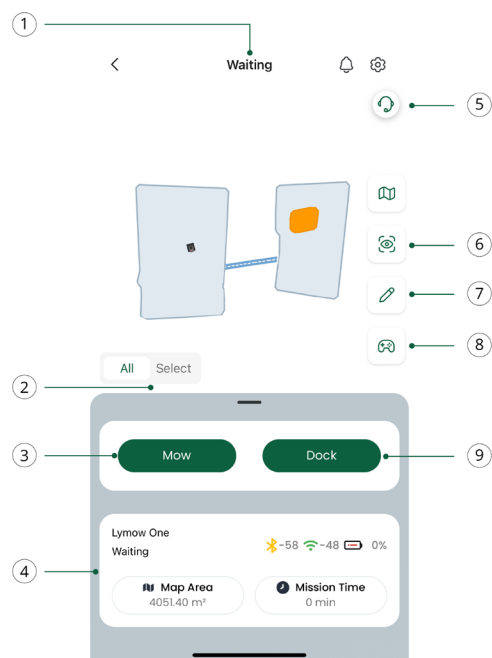 1
Waiting
5
6
7
8
All Select
2
3
Mow Dock
9
Lymow One
Waiting
-58 -48 0%
4
Map Area Mission Time
4051.40 m² 0 min